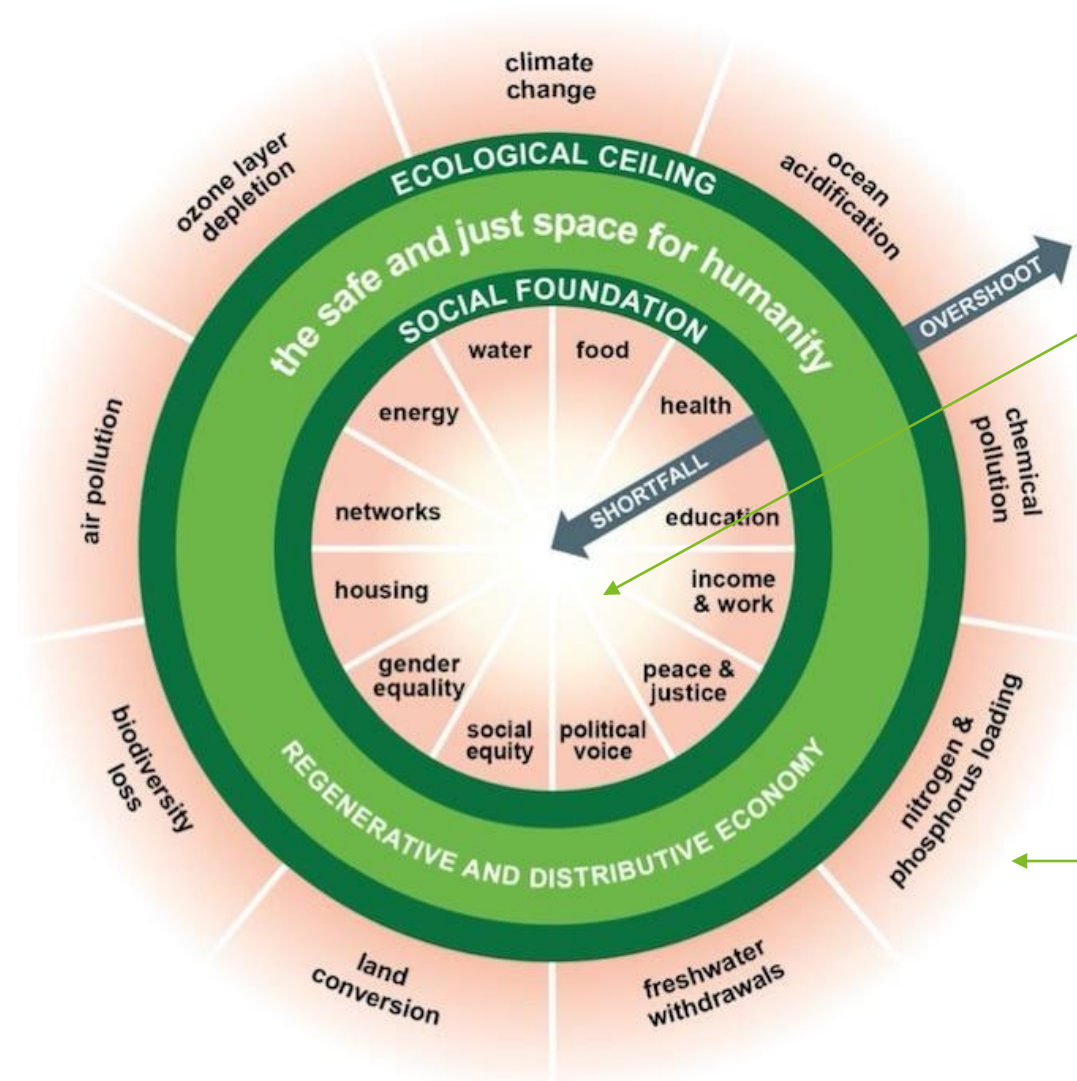 climate
change
ozone layer
depletion
ocean
acidification
ECOLOGICAL CEILING
the safe and just space for humanity
OVERSHOOT
SOCIAL FOUNDATION
water
food
energy
health
SHORTFALL
air pollution
chemical
pollution
networks
education
housing
income
& work
gender
equality
peace &
justice
social
equity
political
voice
biodiversity
loss
nitrogen &
phosphorus loading
REGENERATIVE AND DISTRIBUTIVE ECONOMY
land
conversion
freshwater
withdrawals